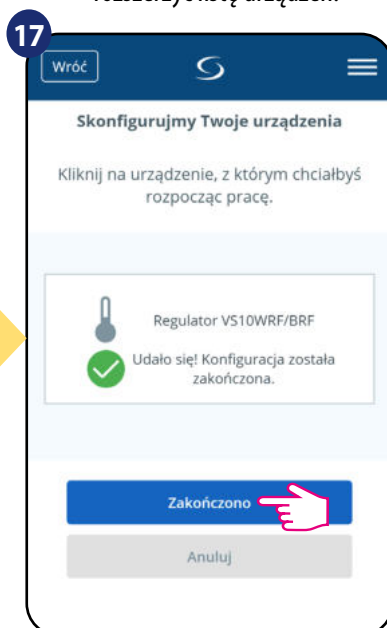 17
Wróć
Skonfigurujmy Twoje urządzenia
Kliknij na urządzenie, z którym chciałbyś
rozpocząc pracę.
Regulator VS10WRF/BRF
Udało się! Konfiguracja została
zakończona.
Zakończono
Anuluj